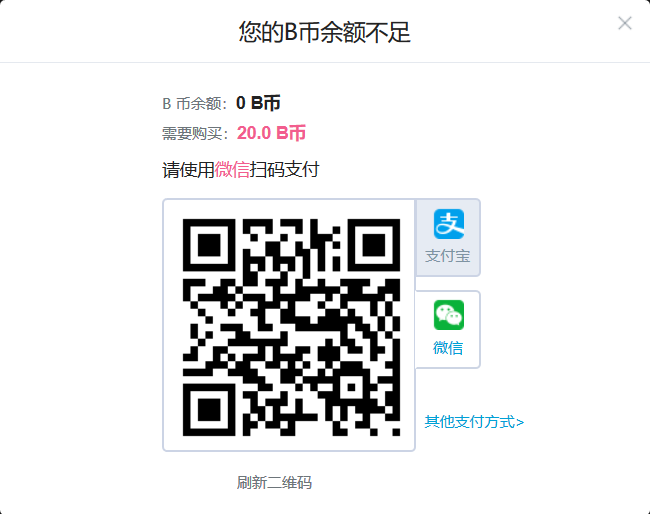 您的B币余额不足
B 币余额：0 B币
需要购买：20.0 B币
请使用微信扫码支付
支
支付宝
微信
其他支付方式>
刷新二维码